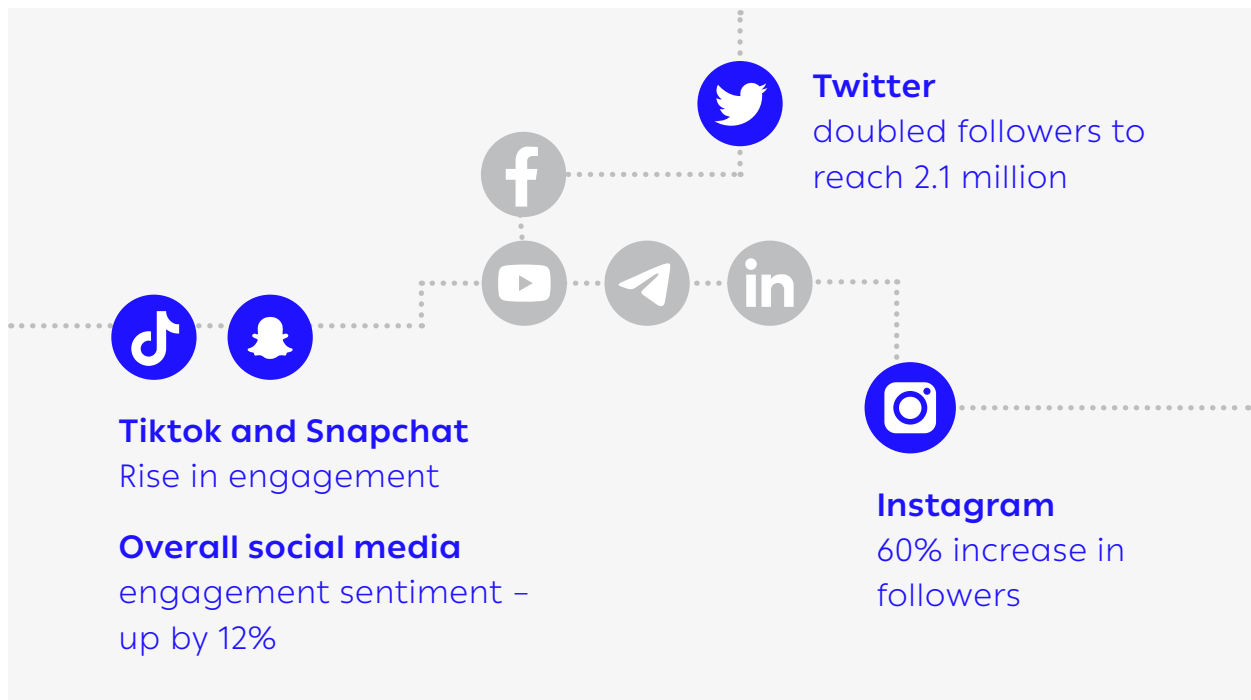 Twitter
doubled followers to
reach 2.1 million
in
Tiktok and Snapchat
Rise in engagement
Overall social media
engagement sentiment –
up by 12%
Instagram
60% increase in
followers